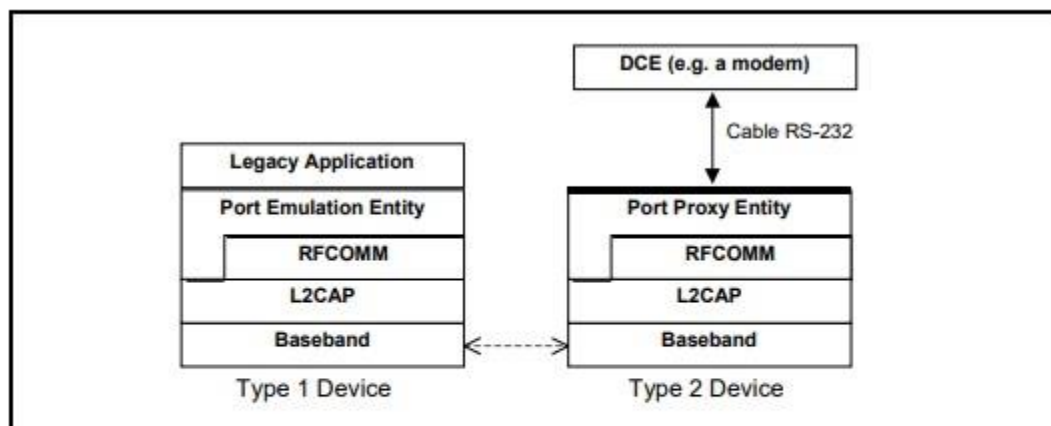 DCE (e.g. a modem)
Cable RS-232
Legacy Application
Port Emulation Entity
RFCOMM
L2CAP
Baseband
Type 1 Device
Port Proxy Entity
RFCOMM
L2CAP
Baseband
Type 2 Device